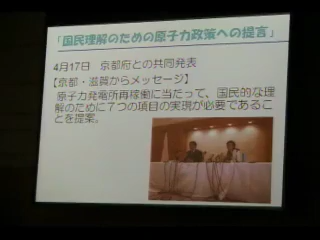 「国民理解のための原子力政策への提言」
4月17日　京都府との共同発表
【京都・滋賀からメッセージ】
原子力発電所再稼働に当たって、国民的な理
解のために７つの項目の実現が必要であるこ
とを提案。